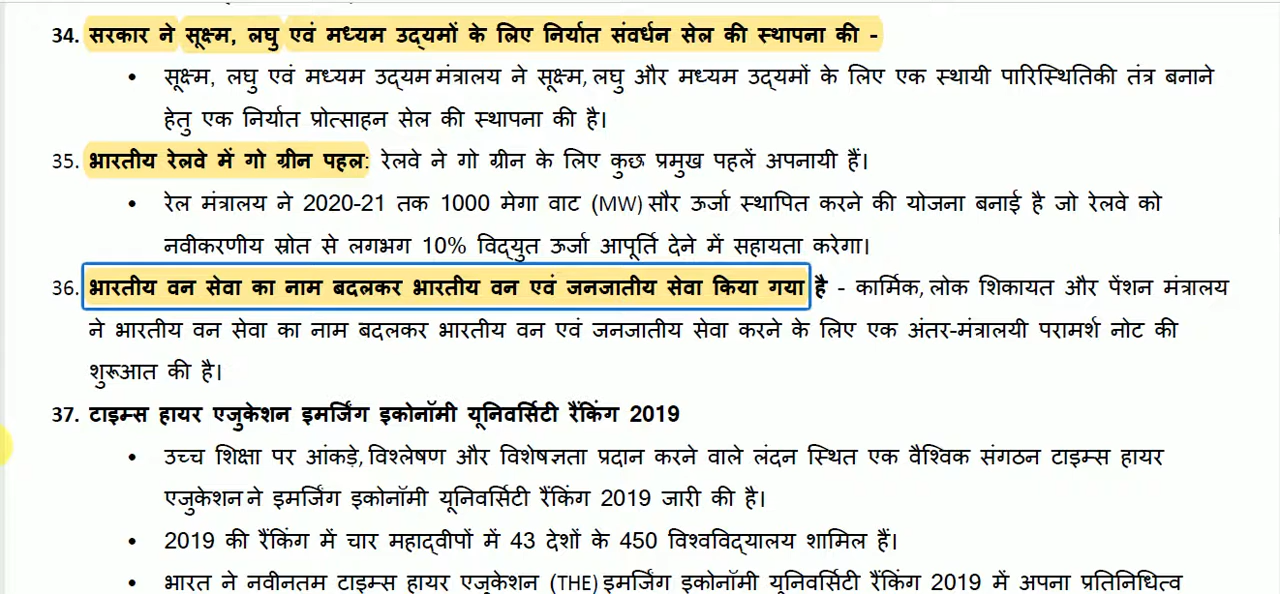 34. सरकार ने सूक्ष्म, लघु एवं मध्यम उद्यमों के लिए निर्यात संवर्धन सेल की स्थापना की -
• सूक्ष्म, लघु एवं मध्यम उद्यम मंत्रालय ने सूक्ष्म, लघु और मध्यम उद्यमों के लिए एक स्थायी पारिस्थितिकी तंत्र बनाने
हेतु एक निर्यात प्रोत्साहन सेल की स्थापना की है।
35. भारतीय रेलवे में गो ग्रीन पहल: रेलवे ने गो ग्रीन के लिए कुछ प्रमुख पहलें अपनायी हैं।
• रेल मंत्रालय ने 2020-21 तक 1000 मेगा वाट (MW) सौर ऊर्जा स्थापित करने की योजना बनाई है जो रेलवे को
नवीकरणीय स्रोत से लगभग 10% विद्युत ऊर्जा आपूर्ति देने में सहायता करेगा।
36. भारतीय वन सेवा का नाम बदलकर भारतीय वन एवं जनजातीय सेवा किया गया है - कार्मिक, लोक शिकायत और पेंशन मंत्रालय
ने भारतीय वन सेवा का नाम बदलकर भारतीय वन एवं जनजातीय सेवा करने के लिए एक अंतर-मंत्रालयी परामर्श नोट की
शुरूआत की है।
37. टाइम्स हायर एजुकेशन इमर्जिंग इकोनॉमी यूनिवर्सिटी रैंकिंग 2019
• उच्च शिक्षा पर आंकड़े, विश्लेषण और विशेषज्ञता प्रदान करने वाले लंदन स्थित एक वैश्विक संगठन टाइम्स हायर
एजुकेशन ने इमर्जिंग इकोनॉमी यूनिवर्सिटी रैंकिंग 2019 जारी की है।
• 2019 की रैंकिंग में चार महाद्वीपों में 43 देशों के 450 विश्वविद्यालय शामिल हैं।
• भारत ने नवीनतम टाइम्स हायर एजुकेशन (THE) इमर्जिंग इकोनॉमी यूनिवर्सिटी रैंकिंग 2019 में अपना प्रतिनिधित्व